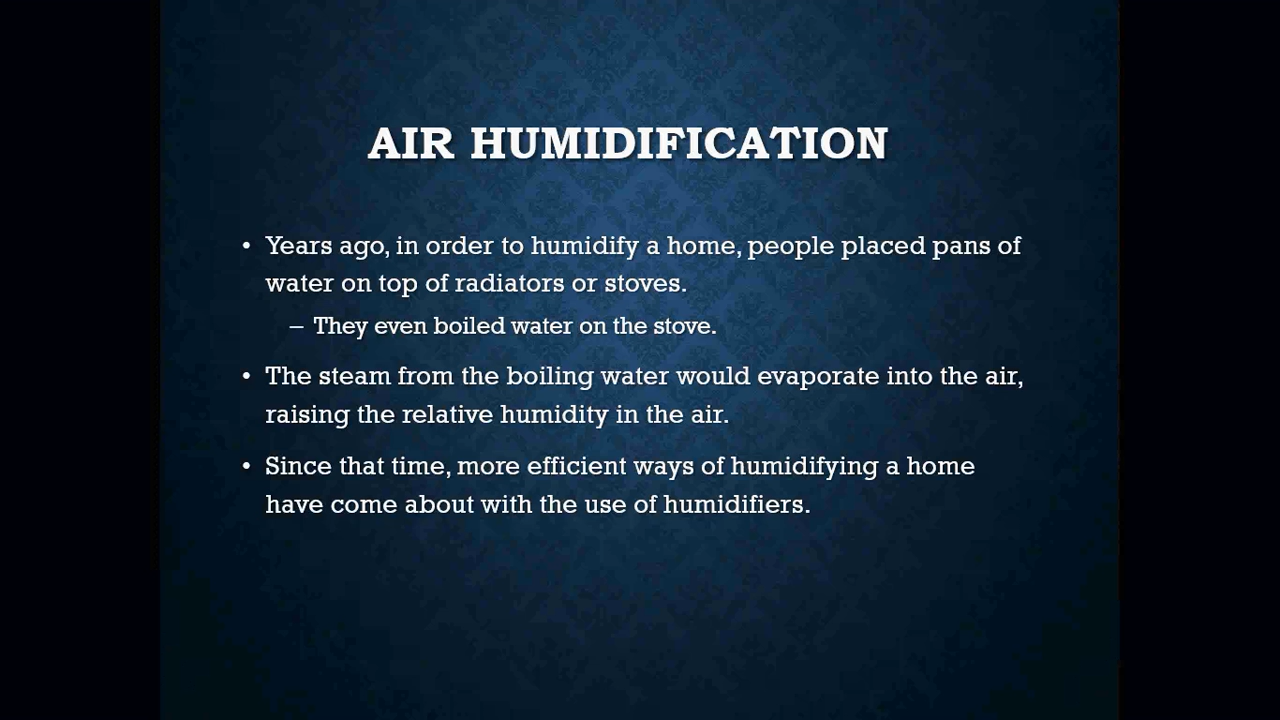 AIR HUMIDIFICATION
• Years ago, in order to humidify a home, people placed pans of
water on top of radiators or stoves.
– They even boiled water on the stove.
• The steam from the boiling water would evaporate into the air,
raising the relative humidity in the air.
• Since that time, more efficient ways of humidifying a home
have come about with the use of humidifiers.